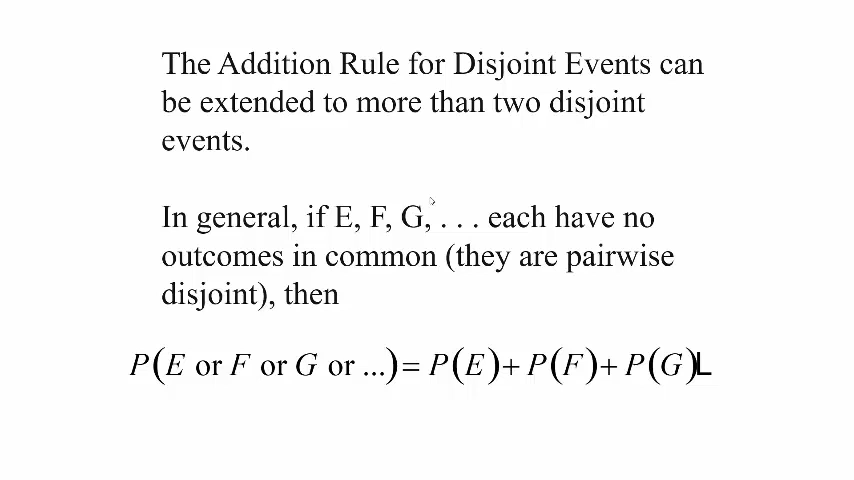 The Addition Rule for Disjoint Events can
be extended to more than two disjoint
events.
In general, if E, F, G, . . . each have no
outcomes in common (they are pairwise
disjoint), then
P(E or F or G or ...) = P(E) + P(F) + P(G)L